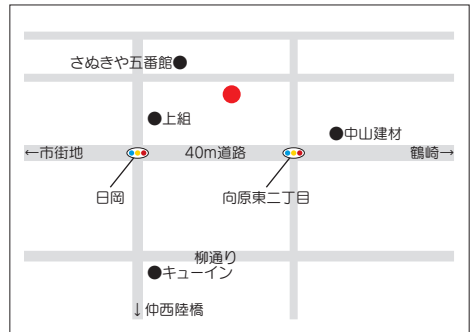 さぬきや五番館●
●上組
●中山建材
←市街地
40m道路
鶴崎→
日岡
向原東二丁目
柳通り
●キューイン
↓仲西陸橋